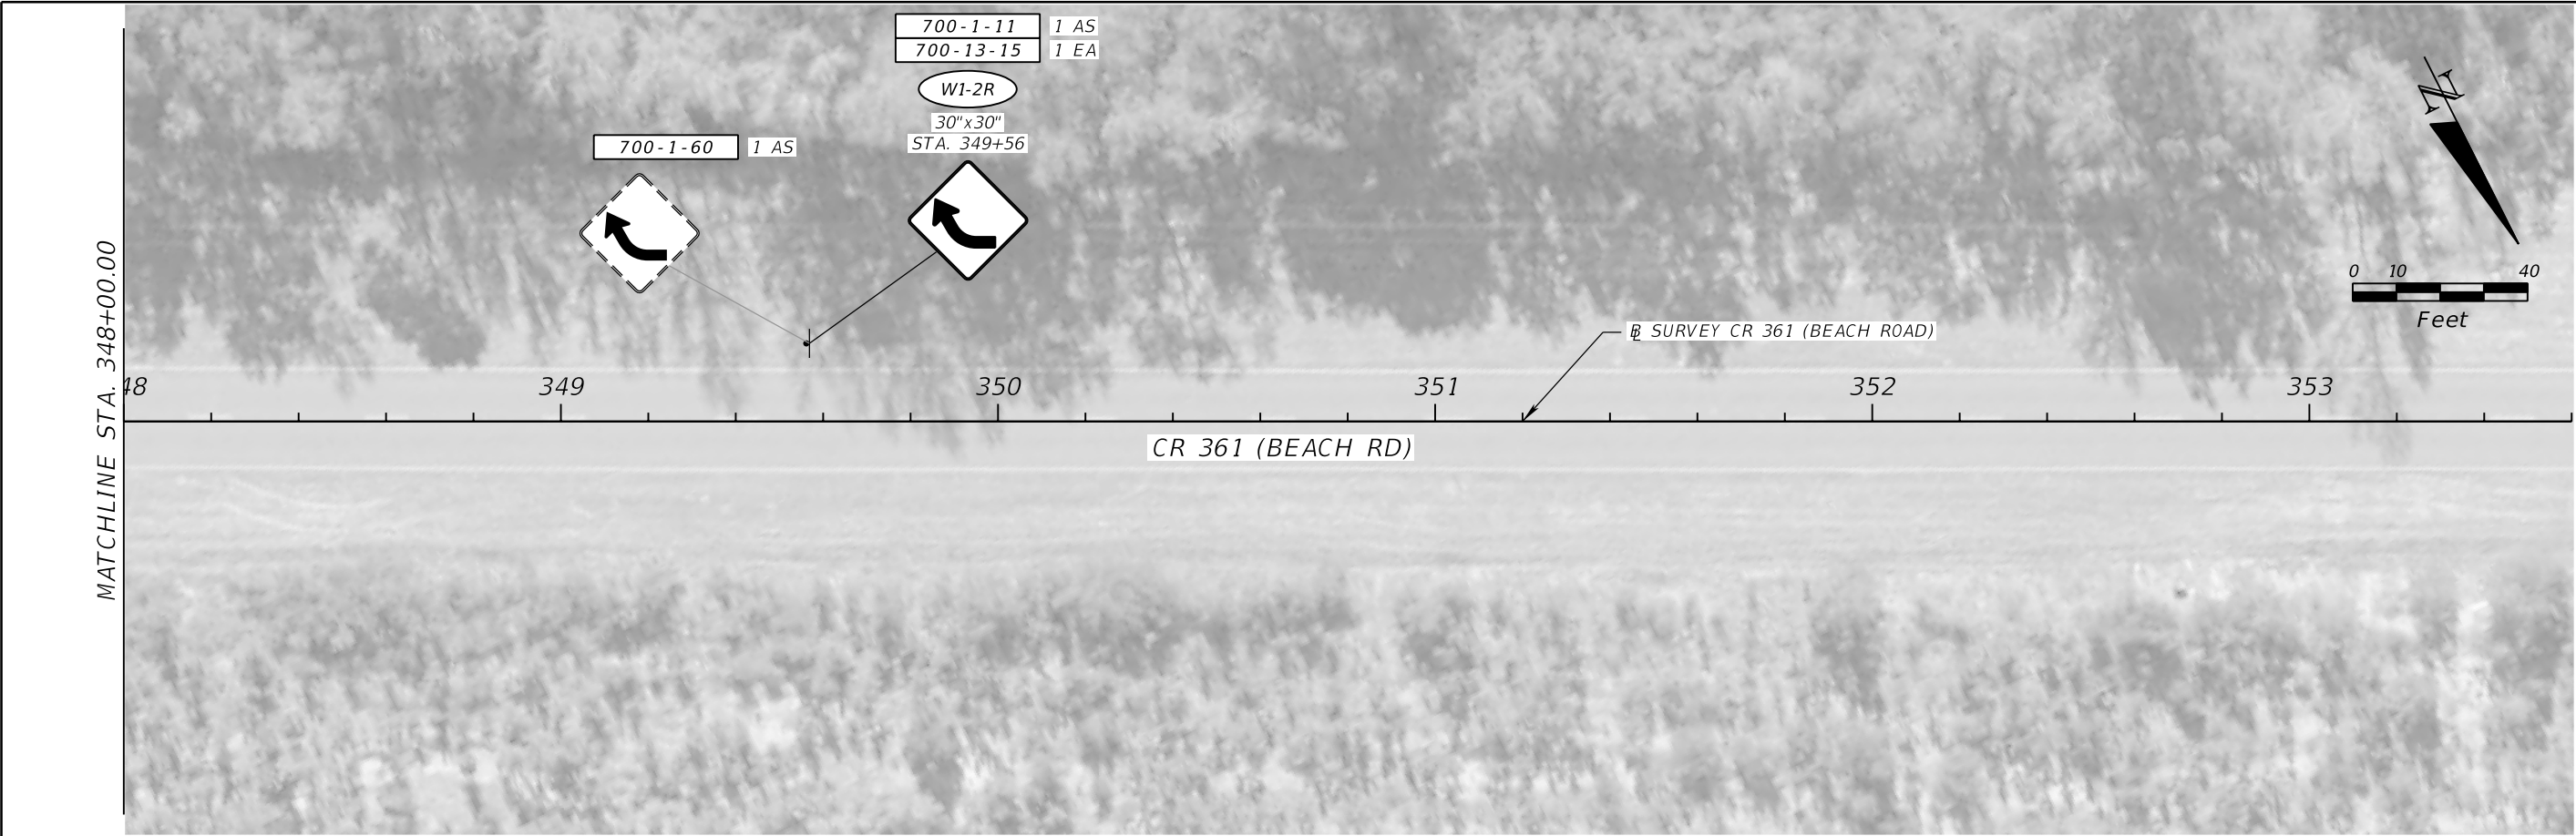 700-1-11 1 AS
700-13-15 1 EA
W1-2R
30"x30"
STA. 349+56
700-1-60 1 AS
N
0 10 40
Feet
MATCHLINE STA. 348+00.00
BL SURVEY CR 361 (BEACH ROAD)
48 349 350 351 352 353
CR 361 (BEACH RD)